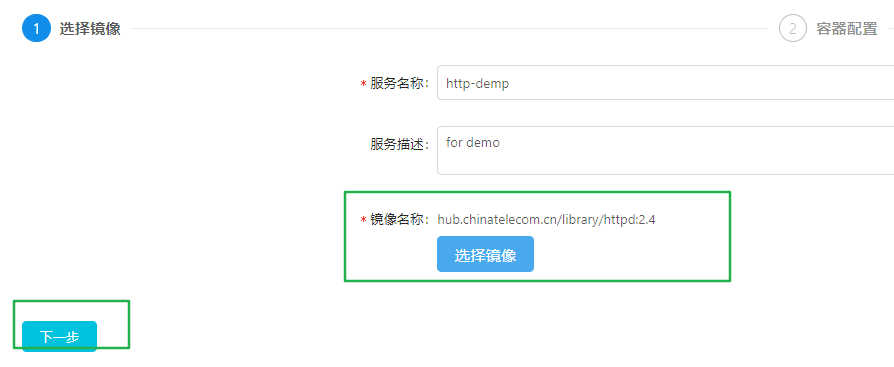 1 选择镜像 2 容器配置
* 服务名称: http-demp
服务描述: for demo
* 镜像名称: hub.chinatelecom.cn/library/httpd:2.4
选择镜像
下一步